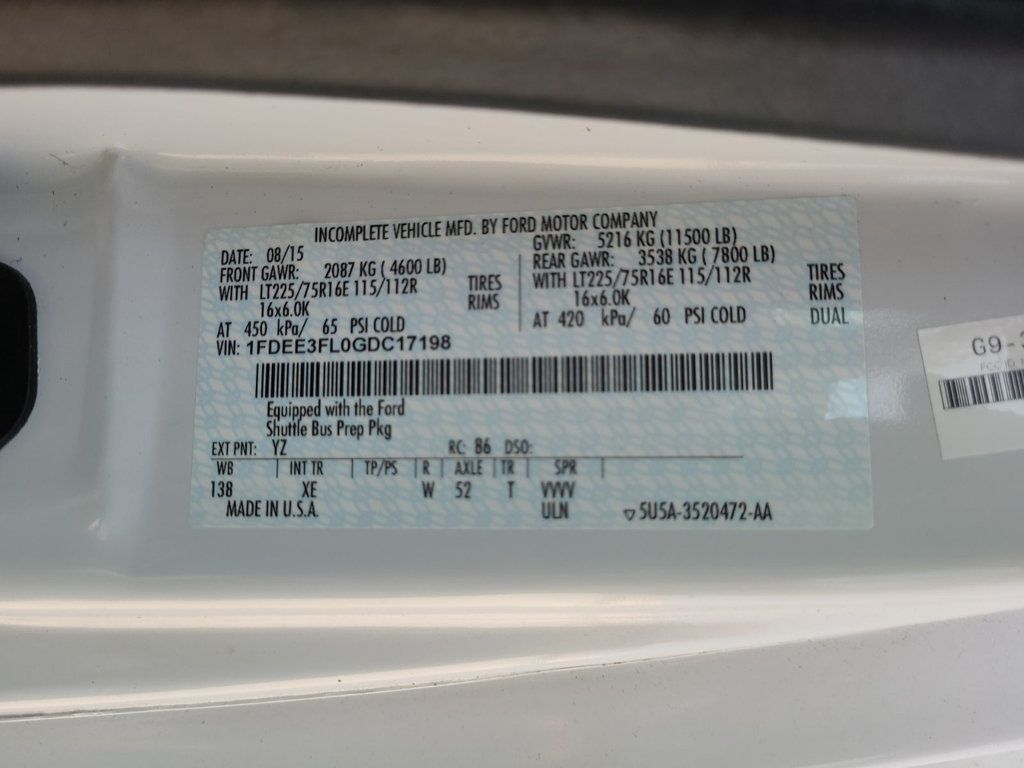 INCOMPLETE VEHICLE MFD. BY FORD MOTOR COMPANY
DATE: 08/15 GVWR: 5216 KG (11500 LB)
FRONT GAWR: 2087 KG ( 4600 LB) REAR GAWR: 3538 KG ( 7800 LB)
WITH LT225/75R16E 115/112R TIRES WITH LT225/75R16E 115/112R TIRES
16x6.0K RIMS 16x6.0K RIMS
AT 450 kPa/ 65 PSI COLD AT 420 kPa/ 60 PSI COLD DUAL
VIN: 1FDEE3FL0GDC17198
Equipped with the Ford
Shuttle Bus Prep Pkg
EXT PNT: YZ RC: 86 DSO:
WB | INT TR | TP/PS | R | AXLE | TR | SPR |
138 XE W 52 T VVVV
MADE IN U.S.A. ULN ▽5U5A-3520472-AA
G9-
FCC ID